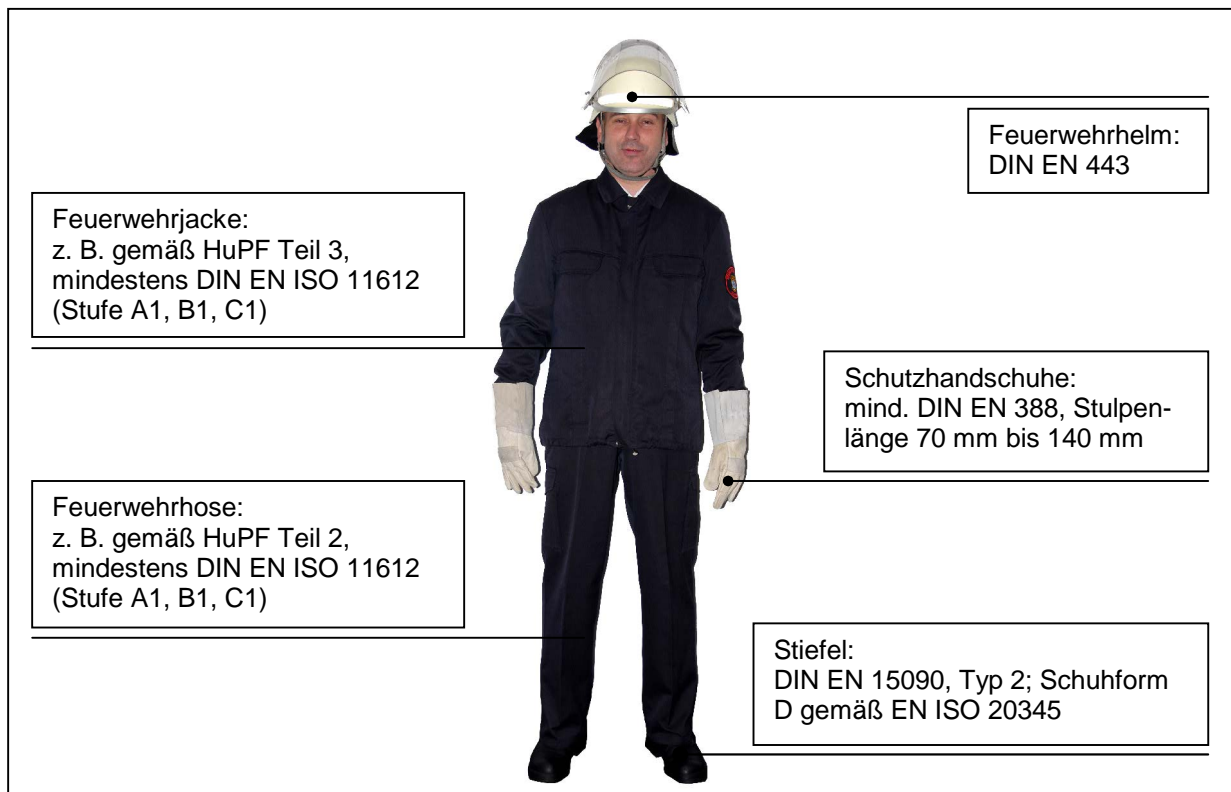 Feuerwehrhelm:
DIN EN 443
Feuerwehrjacke:
z. B. gemäß HuPF Teil 3,
mindestens DIN EN ISO 11612
(Stufe A1, B1, C1)
Schutzhandschuhe:
mind. DIN EN 388, Stulpen-
länge 70 mm bis 140 mm
Feuerwehrhose:
z. B. gemäß HuPF Teil 2,
mindestens DIN EN ISO 11612
(Stufe A1, B1, C1)
Stiefel:
DIN EN 15090, Typ 2; Schuhform
D gemäß EN ISO 20345